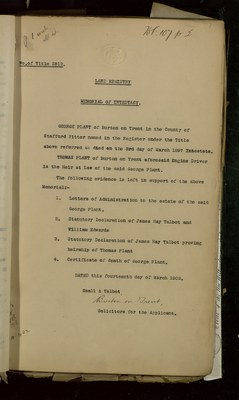 No. of Title
LAND REGISTRY
MEMORIAL OF INTESTACY.
GEORGE PLANT of Burton on Trent in the County of
Stafford Fitter named in the Register under the Title
above referred to died on the 3rd day of March 1887 Intestate.
THOMAS PLANT of Burton on Trent aforesaid Engine Driver
is the Heir at Law of the said George Plant.
The following evidence is left in support of the above
Memorial:-
1. Letters of Administration to the estate of the said
George Plant.
2. Statutory Declaration of James Day Talbot and
William Edwards
3. Statutory Declaration of James Day Talbot proving
heirship of Thomas Plant
4. Certificate of death of George Plant.
DATED this Fourteenth day of March
Small & Talbot
Burton on Trent,
Solicitors for the Applicant.